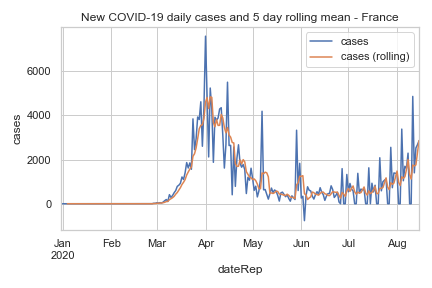 New COVID-19 daily cases and 5 day rolling mean - France
cases
cases (rolling)
cases
6000
4000
2000
0
Jan Feb Mar Apr May Jun Jul Aug
2020
dateRep